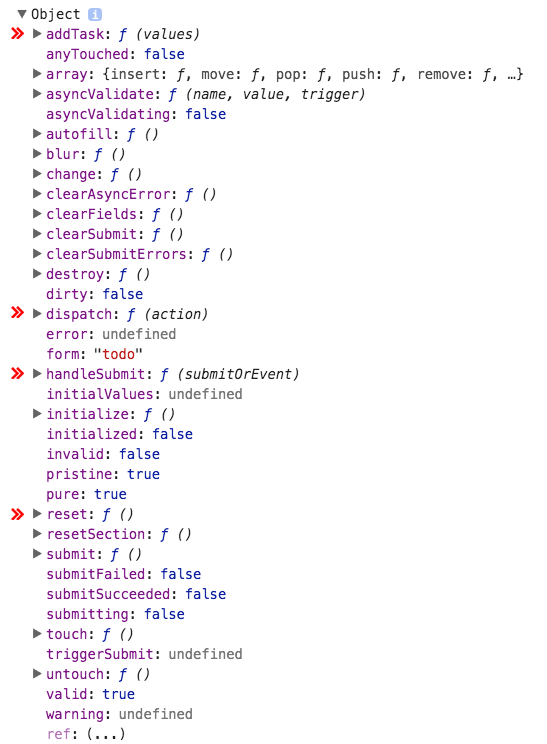 Object i
addTask: ƒ (values)
anyTouched: false
array: {insert: ƒ, move: ƒ, pop: ƒ, push: ƒ, remove: ƒ, …}
asyncValidate: ƒ (name, value, trigger)
asyncValidating: false
autofill: ƒ ()
blur: ƒ ()
change: ƒ ()
clearAsyncError: ƒ ()
clearFields: ƒ ()
clearSubmit: ƒ ()
clearSubmitErrors: ƒ ()
destroy: ƒ ()
dirty: false
dispatch: ƒ (action)
error: undefined
form: "todo"
handleSubmit: ƒ (submitOrEvent)
initialValues: undefined
initialize: ƒ ()
initialized: false
invalid: false
pristine: true
pure: true
reset: ƒ ()
resetSection: ƒ ()
submit: ƒ ()
submitFailed: false
submitSucceeded: false
submitting: false
touch: ƒ ()
triggerSubmit: undefined
untouch: ƒ ()
valid: true
warning: undefined
ref: (...)